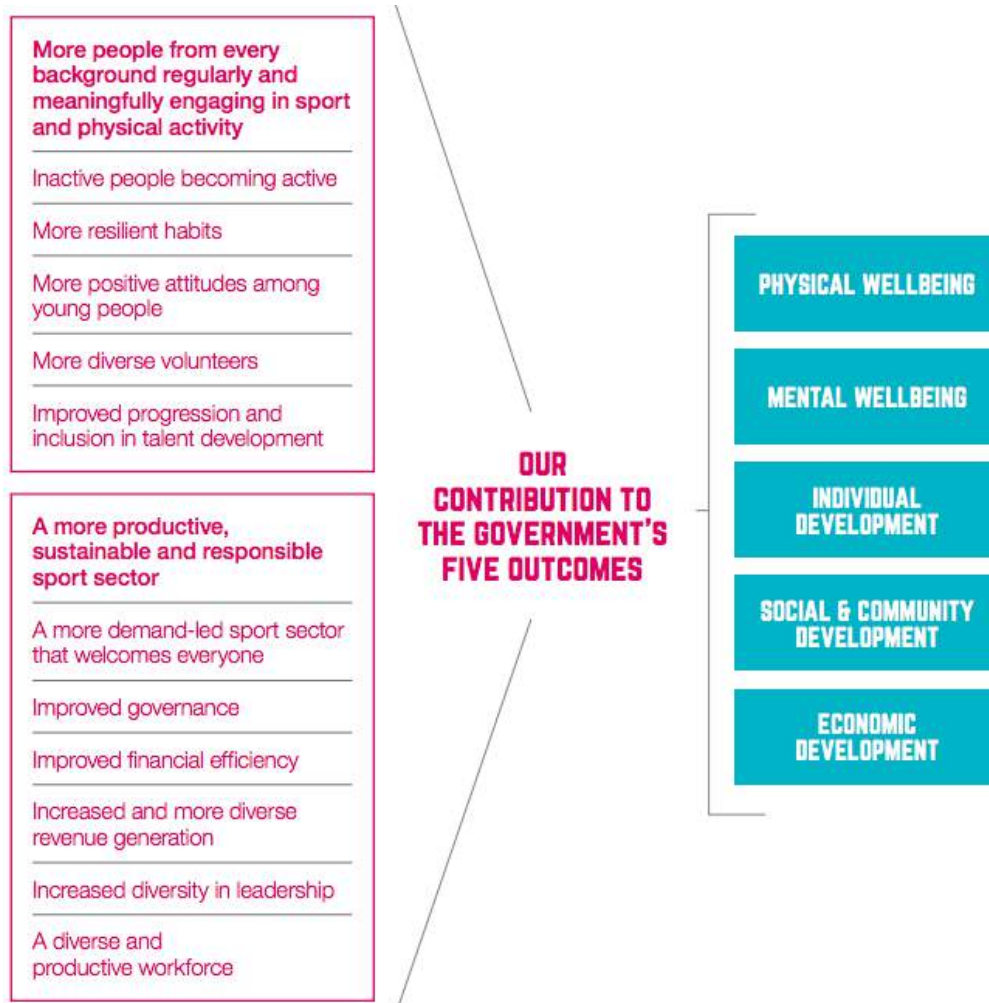 More people from every
background regularly and
meaningfully engaging in sport
and physical activity
Inactive people becoming active
More resilient habits
More positive attitudes among
young people
More diverse volunteers
Improved progression and
inclusion in talent development
A more productive,
sustainable and responsible
sport sector
A more demand-led sport sector
that welcomes everyone
Improved governance
Improved financial efficiency
Increased and more diverse
revenue generation
Increased diversity in leadership
A diverse and
productive workforce
OUR
CONTRIBUTION TO
THE GOVERNMENT'S
FIVE OUTCOMES
PHYSICAL WELLBEING
MENTAL WELLBEING
INDIVIDUAL
DEVELOPMENT
SOCIAL & COMMUNITY
DEVELOPMENT
ECONOMIC
DEVELOPMENT